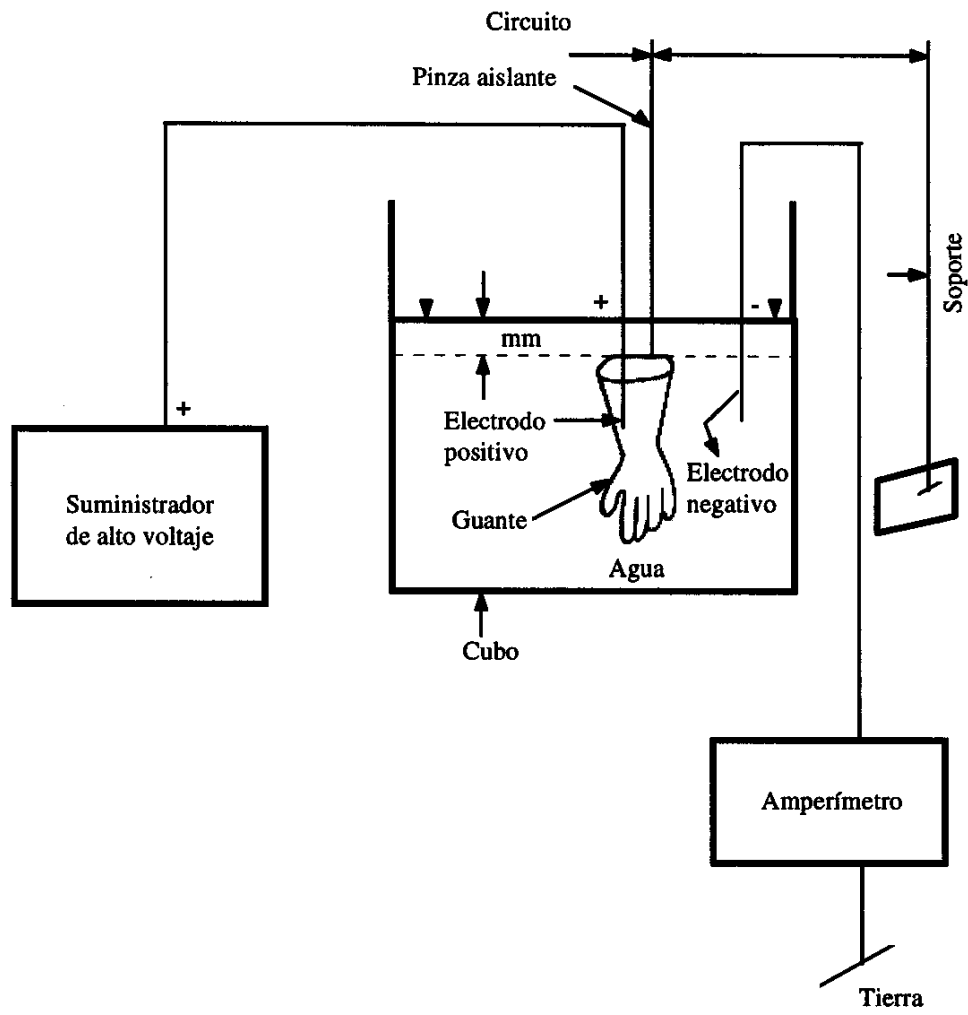 Circuito
Pinza aislante
Soporte
+
-
mm
+
Electrodo
positivo
Electrodo
negativo
Suministrador
de alto voltaje
Guante
Agua
Cubo
Amperímetro
Tierra